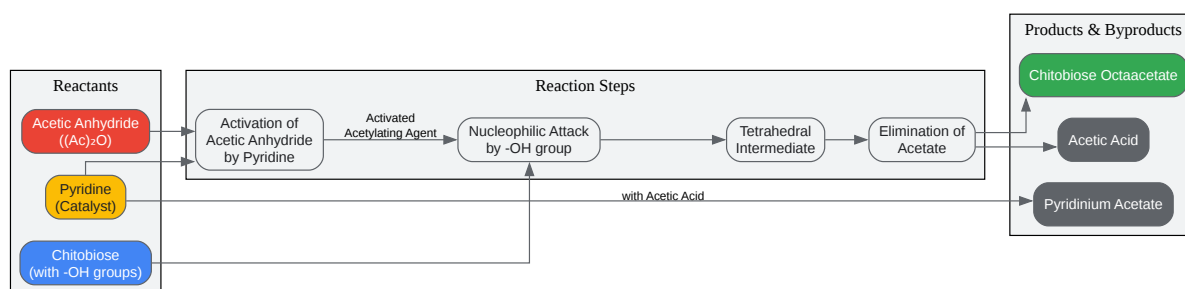 Products & Byproducts
Reactants
Reaction Steps
Chitobiose Octaacetate
Acetic Anhydride
((Ac)₂O)
Activation of
Acetic Anhydride
by Pyridine
Activated
Acetylating Agent
Nucleophilic Attack
by -OH group
Tetrahedral
Intermediate
Elimination of
Acetate
Acetic Acid
Pyridine
(Catalyst)
with Acetic Acid
Pyridinium Acetate
Chitobiose
(with -OH groups)